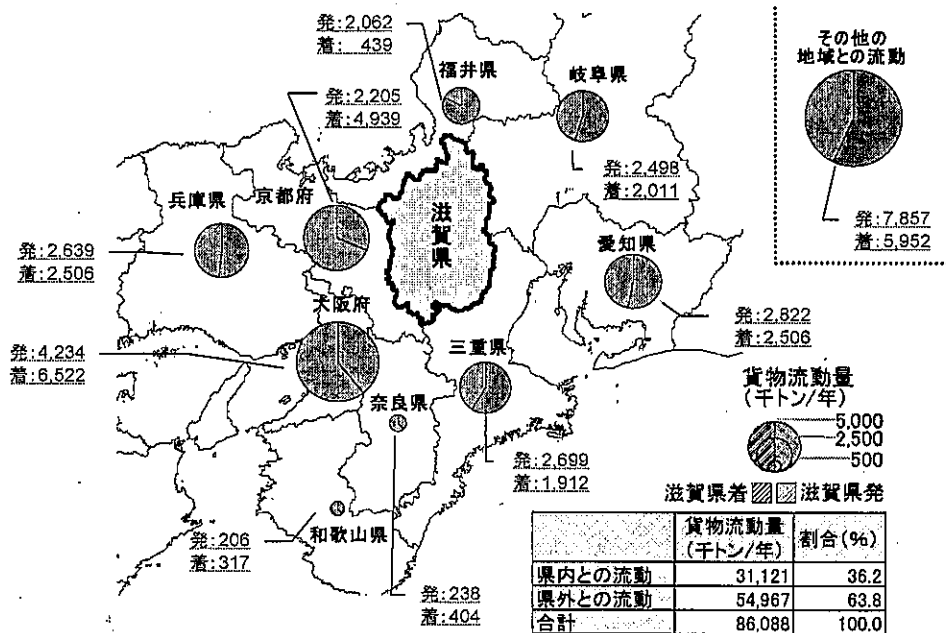 発:2,062
着: 439
福井県
岐阜県
その他の
地域との流動
発:2,205
着:4,939
発:2,498
着:2,011
発:7,857
着:5,952
兵庫県
京都府
滋賀県
愛知県
発:2,639
着:2,506
大阪府
発:2,822
着:2,506
発:4,234
着:6,522
三重県
奈良県
貨物流動量
(千トン/年)
5,000
2,500
500
発:2,699
着:1,912
滋賀県着 滋賀県発
和歌山県
発:206
着:317
発:238
着:404
貨物流動量
(千トン/年) 割合(%)
県内との流動 31,121 36.2
県外との流動 54,967 63.8
合計 86,088 100.0